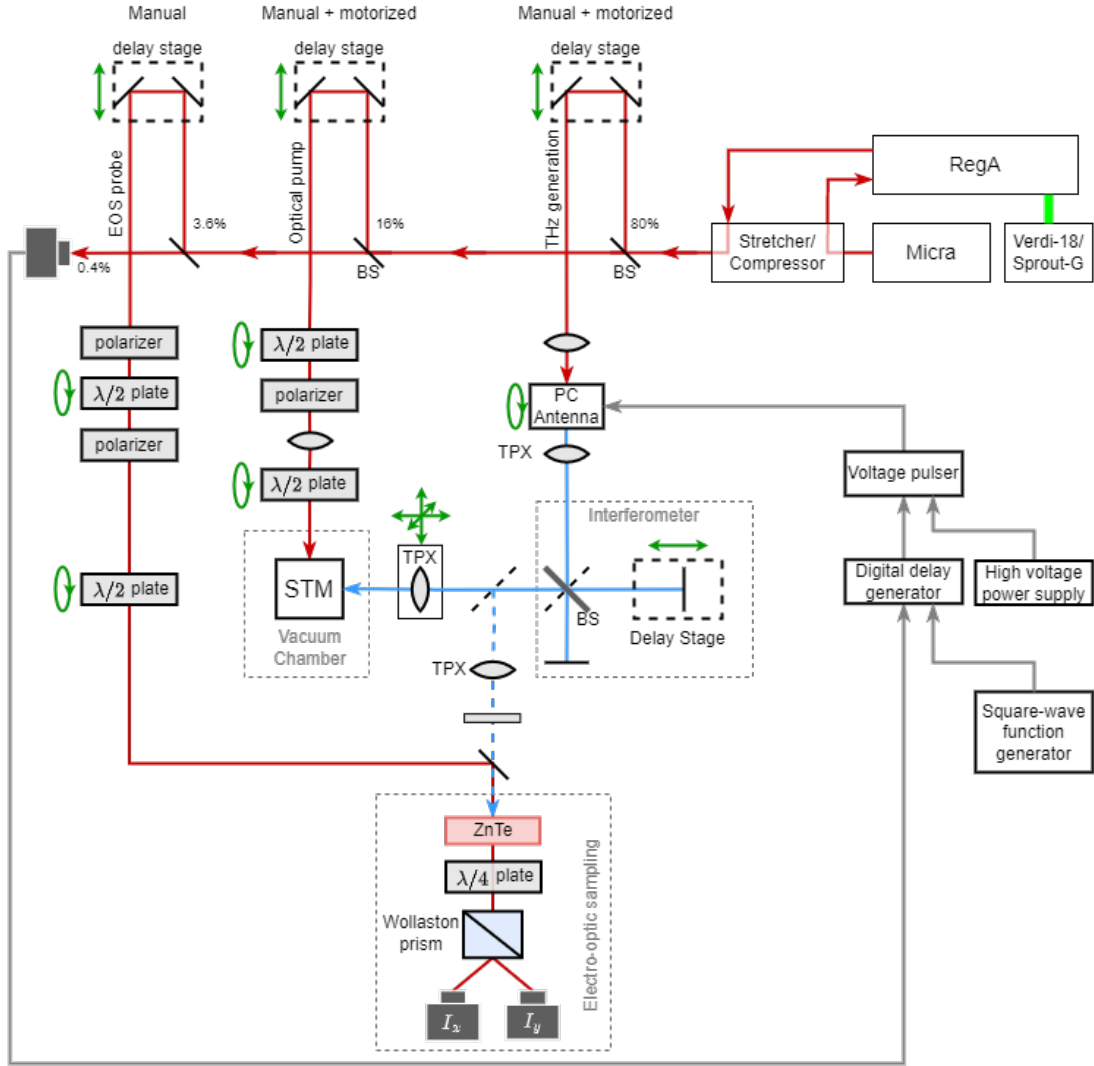 Manual
Manual + motorized
Manual + motorized
delay stage
delay stage
delay stage
EOS probe
Optical pump
THz generation
3.6%
16%
80%
0.4%
BS
BS
RegA
Stretcher/
Compressor
Micra
Verdi-18/
Sprout-G
polarizer
λ/2 plate
polarizer
λ/2 plate
λ/2 plate
polarizer
λ/2 plate
PC
Antenna
TPX
Voltage pulser
Interferometer
TPX
STM
Vacuum
Chamber
BS
Delay Stage
Digital delay
generator
High voltage
power supply
TPX
Square-wave
function
generator
ZnTe
λ/4 plate
Wollaston
prism
I_x
I_y
Electro-optic sampling